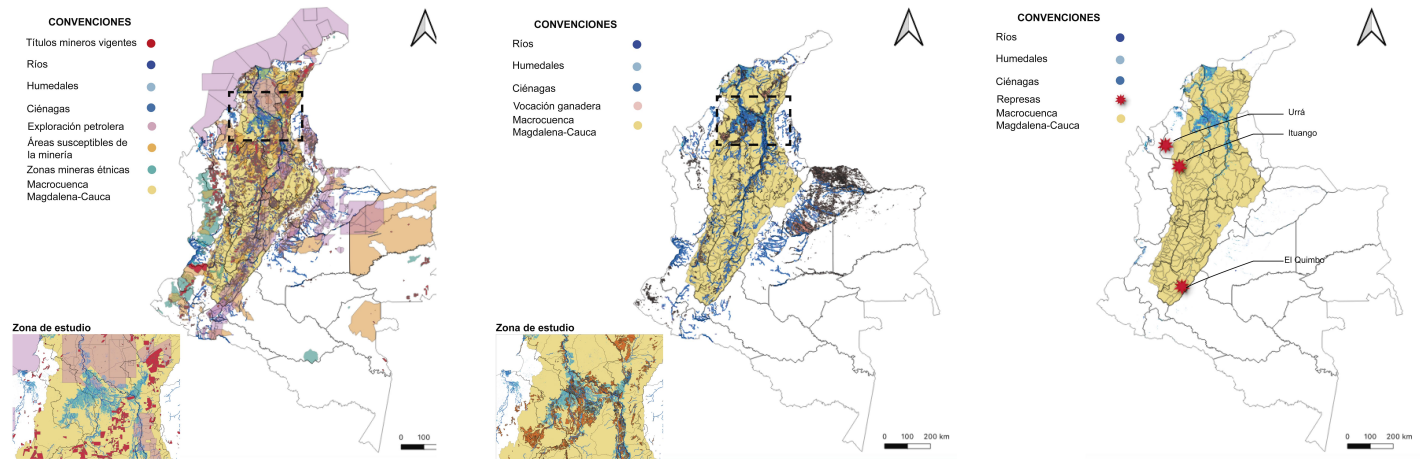 CONVENCIONES
Títulos mineros vigentes
Ríos
Humedales
Ciénagas
Exploración petrolera
Áreas susceptibles de
la minería
Zonas mineras étnicas
Macrocuenca
Magdalena-Cauca
Zona de estudio
0 100
CONVENCIONES
Ríos
Humedales
Ciénagas
Vocación ganadera
Macrocuenca
Magdalena-Cauca
Zona de estudio
0 100 200 km
CONVENCIONES
Ríos
Humedales
Ciénagas
Represas
Macrocuenca
Magdalena-Cauca
Urrá
Ituango
El Quimbo
0 100 200 km